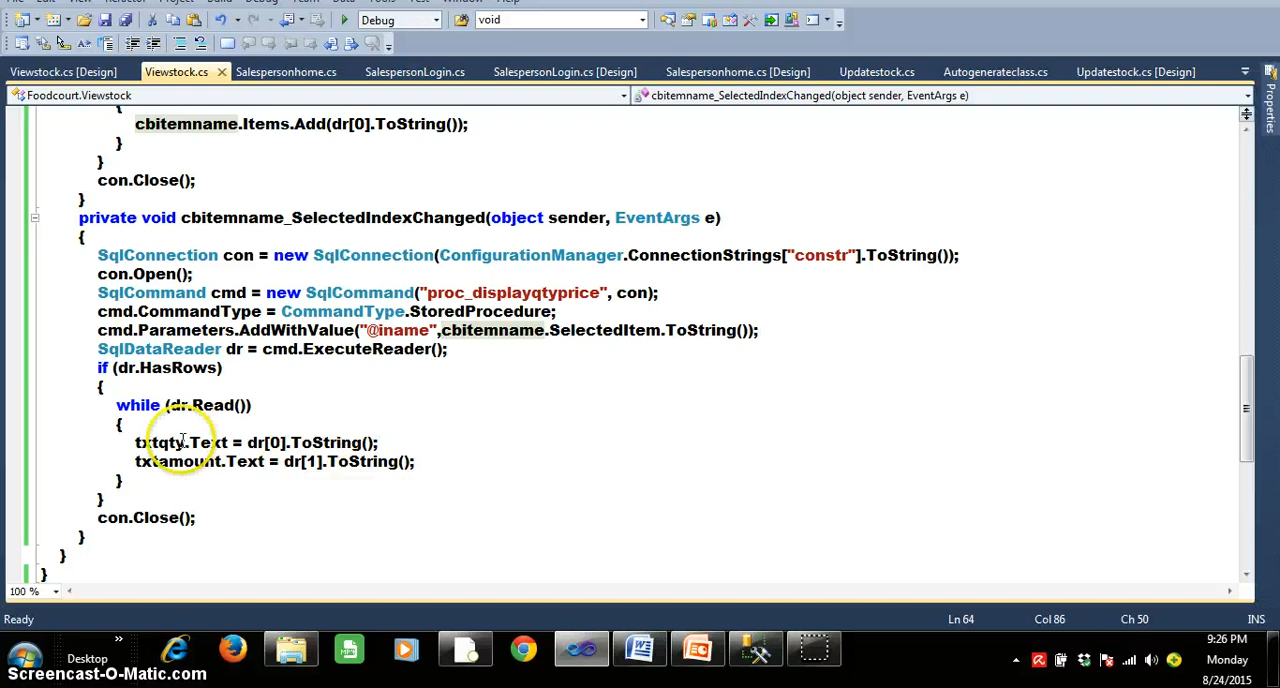 Debug
void
Viewstock.cs [Design]
Viewstock.cs
Salespersonhome.cs
SalespersonLogin.cs
SalespersonLogin.cs [Design]
Salespersonhome.cs [Design]
Updatestock.cs
Autogenerateclass.cs
Updatestock.cs [Design]
Properties
Foodcourt.Viewstock
cbitemname_SelectedIndexChanged(object sender, EventArgs e)
{
cbitemname.Items.Add(dr[0].ToString());
}
}
con.Close();
}
private void cbitemname_SelectedIndexChanged(object sender, EventArgs e)
{
SqlConnection con = new SqlConnection(ConfigurationManager.ConnectionStrings["constr"].ToString());
con.Open();
SqlCommand cmd = new SqlCommand("proc_displayqtyprice", con);
cmd.CommandType = CommandType.StoredProcedure;
cmd.Parameters.AddWithValue("@iname",cbitemname.SelectedItem.ToString());
SqlDataReader dr = cmd.ExecuteReader();
if (dr.HasRows)
{
while (dr.Read())
{
txtqty.Text = dr[0].ToString();
txtamount.Text = dr[1].ToString();
}
}
con.Close();
}
}
}
100 %
Ready
Ln 64
Col 86
Ch 50
INS
Desktop
9:26 PM
Monday
8/24/2015
Screencast-O-Matic.com